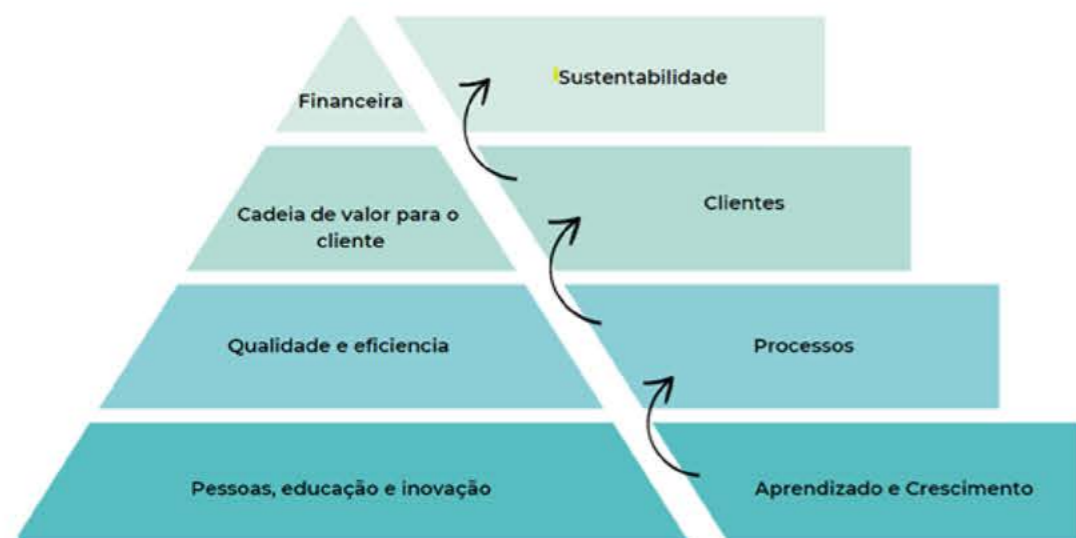 Financeira
Sustentabilidade
Cadeia de valor para o
cliente
Clientes
Qualidade e eficiencia
Processos
Pessoas, educação e inovação
Aprendizado e Crescimento